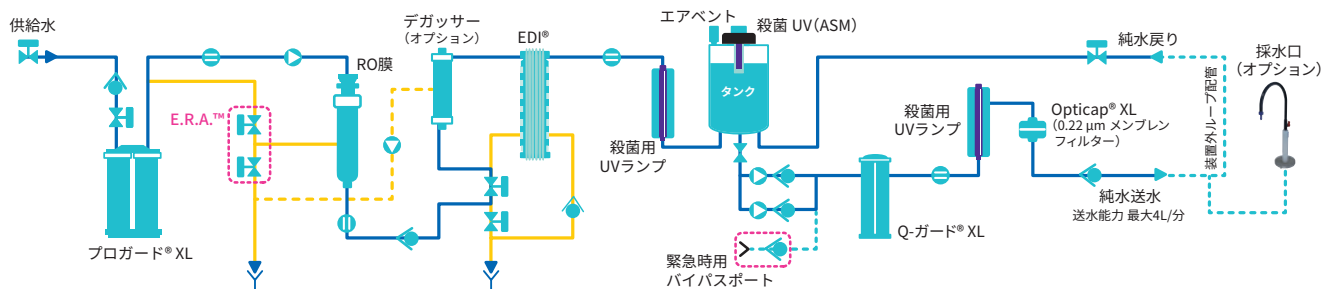 供給水
プロガード® XL
E.R.A.™
RO膜
デガッサー
（オプション）
EDI®
殺菌用
UVランプ
エアベント
殺菌 UV（ASM）
タンク
緊急時用
バイパスポート
Q-ガード® XL
殺菌用
UVランプ
Opticap® XL
（0.22 µm メンブレン
フィルター）
純水戻り
純水送水
送水能力 最大4L/分
装置外ループ配管
採水口
（オプション）